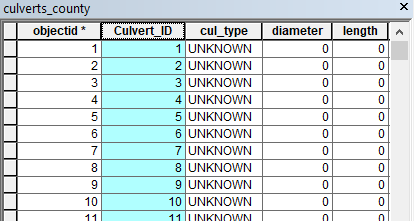 culverts_county ×
objectid * Culvert_ID cul_type diameter length
1 1 UNKNOWN 0 0
2 2 UNKNOWN 0 0
3 3 UNKNOWN 0 0
4 4 UNKNOWN 0 0
5 5 UNKNOWN 0 0
6 6 UNKNOWN 0 0
7 7 UNKNOWN 0 0
8 8 UNKNOWN 0 0
9 9 UNKNOWN 0 0
10 10 UNKNOWN 0 0
11 11 UNKNOWN 0 0